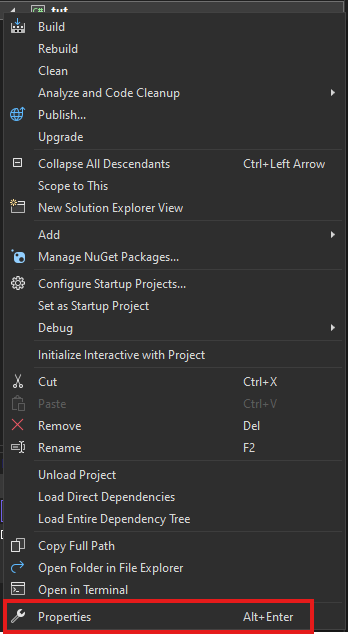 C# tut
Build
Rebuild
Clean
Analyze and Code Cleanup
Publish...
Upgrade
Collapse All Descendants Ctrl+Left Arrow
Scope to This
New Solution Explorer View
Add
Manage NuGet Packages...
Configure Startup Projects...
Set as Startup Project
Debug
Initialize Interactive with Project
Cut Ctrl+X
Paste Ctrl+V
Remove Del
Rename F2
Unload Project
Load Direct Dependencies
Load Entire Dependency Tree
Copy Full Path
Open Folder in File Explorer
Open in Terminal
Properties Alt+Enter